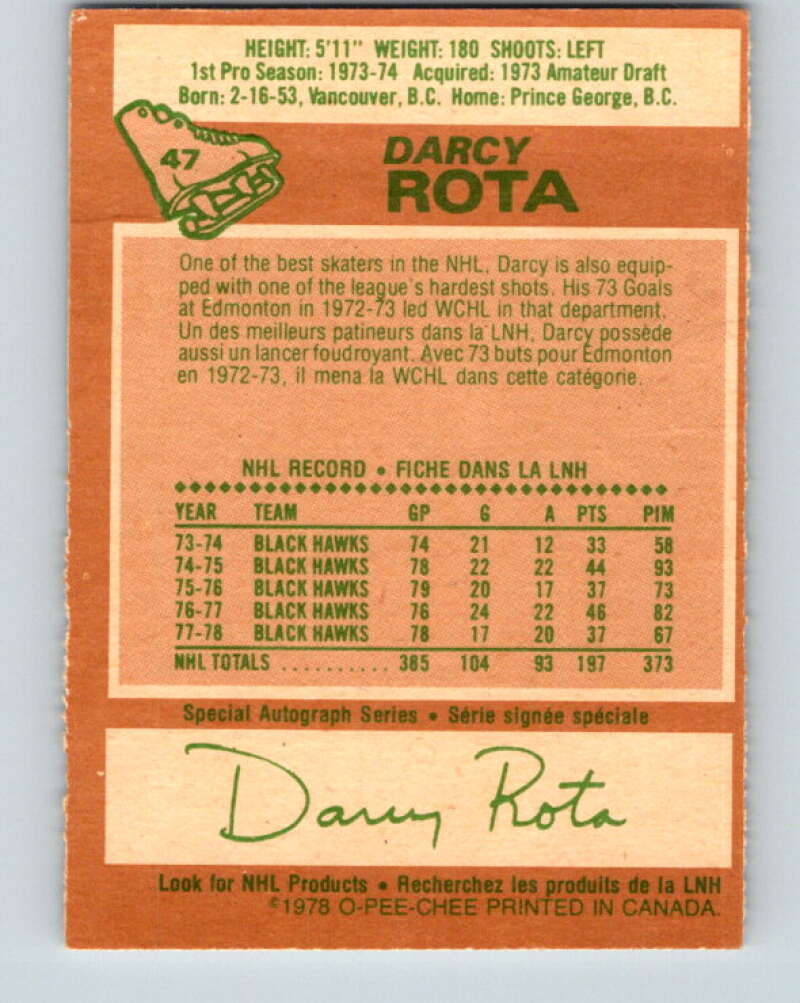 HEIGHT: 5'11" WEIGHT: 180 SHOOTS: LEFT
1st Pro Season: 1973-74 Acquired: 1973 Amateur Draft
Born: 2-16-53, Vancouver, B.C. Home: Prince George, B.C.
47
DARCY
ROTA
One of the best skaters in the NHL, Darcy is also equip-
ped with one of the league's hardest shots. His 73 Goals
at Edmonton in 1972-73 led WCHL in that department.
Un des meilleurs patineurs dans la LNH, Darcy possède
aussi un lancer foudroyant. Avec 73 buts pour Edmonton
en 1972-73, il mena la WCHL dans cette catégorie.
NHL RECORD • FICHE DANS LA LNH
YEAR TEAM GP G A PTS PIM
73-74 BLACK HAWKS 74 21 12 33 58
74-75 BLACK HAWKS 78 22 22 44 93
75-76 BLACK HAWKS 79 20 17 37 73
76-77 BLACK HAWKS 76 24 22 46 82
77-78 BLACK HAWKS 78 17 20 37 67
NHL TOTALS .......... 385 104 93 197 373
Special Autograph Series • Série signée spéciale
Darcy Rota
Look for NHL Products • Recherchez les produits de la LNH
©1978 O-PEE-CHEE PRINTED IN CANADA.